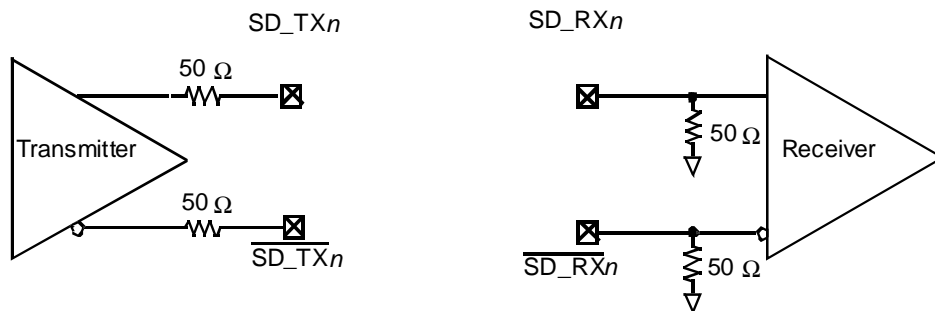 SD_TXn
SD_RXn
50 Ω
Transmitter
50 Ω
Receiver
50 Ω
SD_TXn
SD_RXn
50 Ω